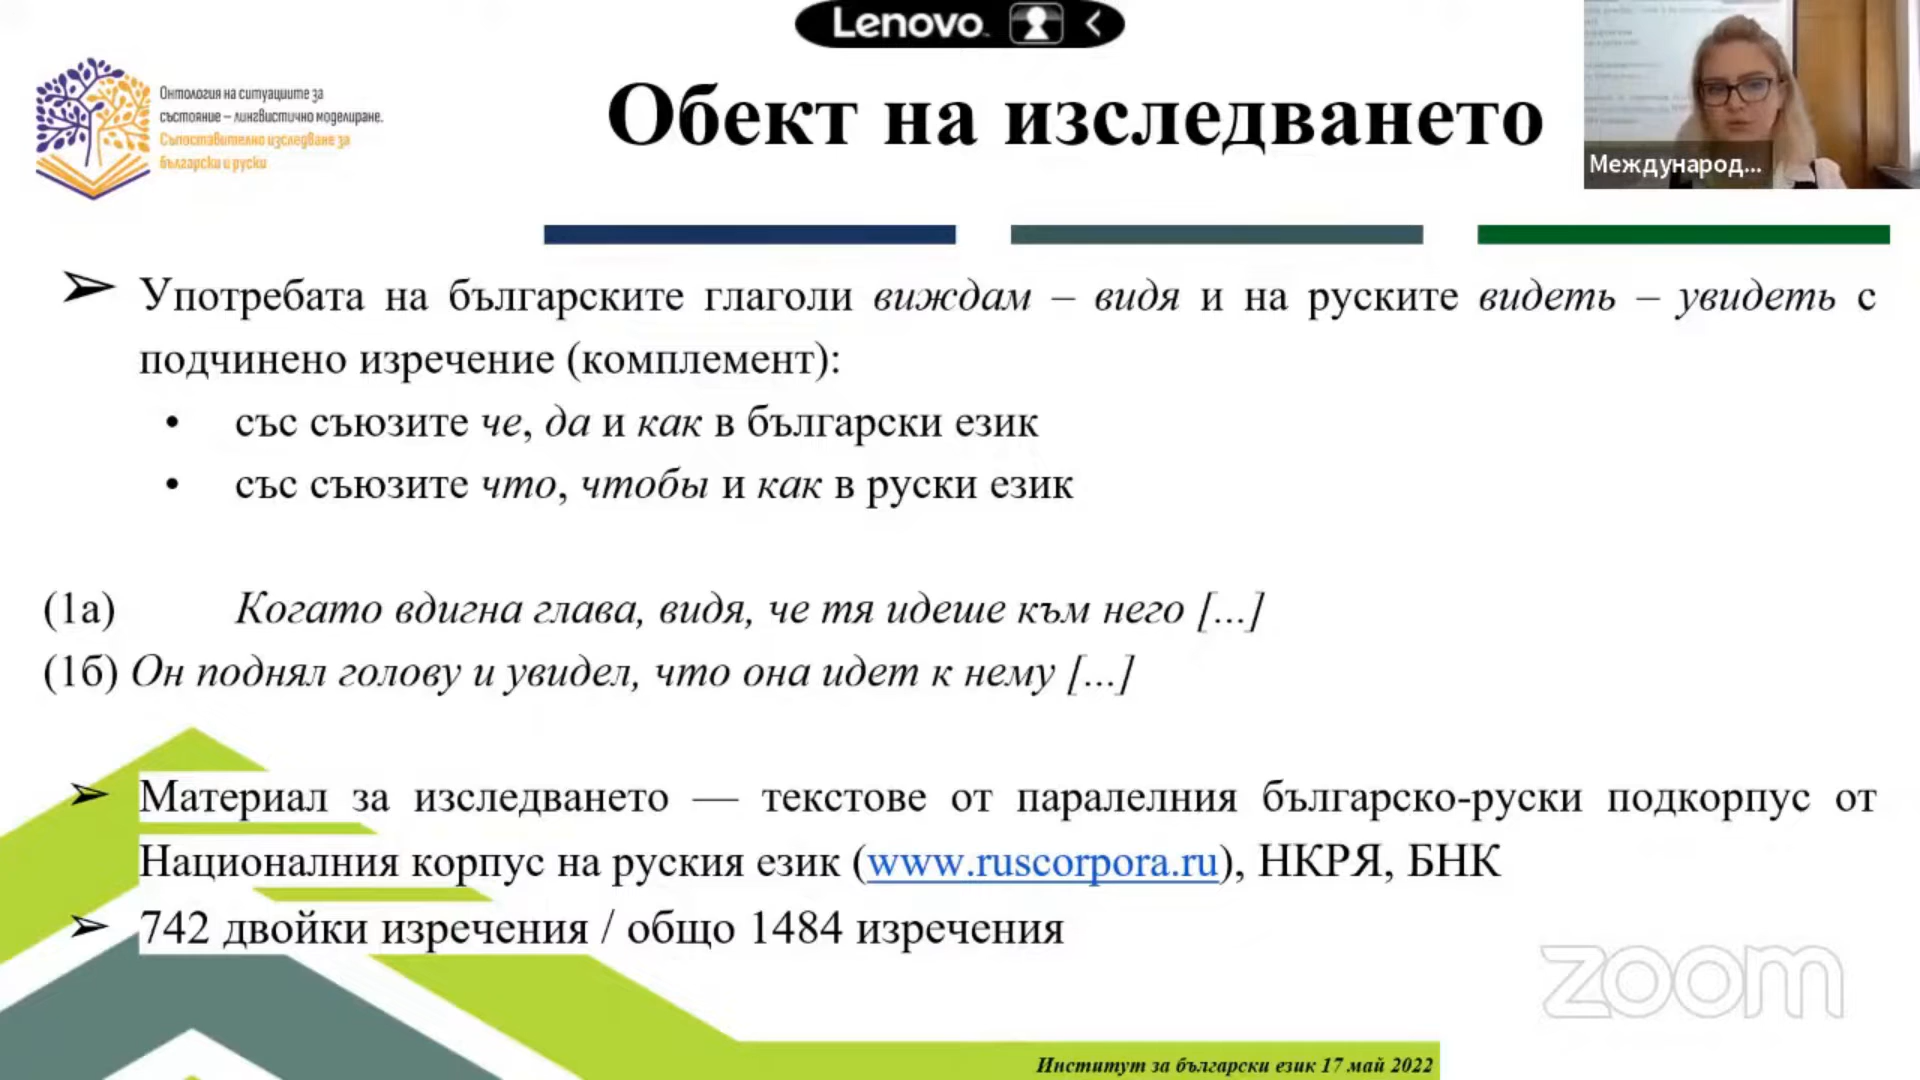 Lenovo
Онтология на ситуациите за
състояние – лингвистично моделиране.
Съпоставително изследване за
български и руски
Обект на изследването
Международ...
➢ Употребата на българските глаголи виждам – видя и на руските видеть – увидеть с
подчинено изречение (комплемент):
• със съюзите че, да и как в български език
• със съюзите что, чтобы и как в руски език
(1а) Когато вдигна глава, видя, че тя идеше към него [...]
(1б) Он поднял голову и увидел, что она идет к нему [...]
➢ Материал за изследването — текстове от паралелния българско-руски подкорпус от
Националния корпус на руския език (www.ruscorpora.ru), НКРЯ, БНК
➢ 742 двойки изречения / общо 1484 изречения
zoom
Институт за български език 17 май 2022